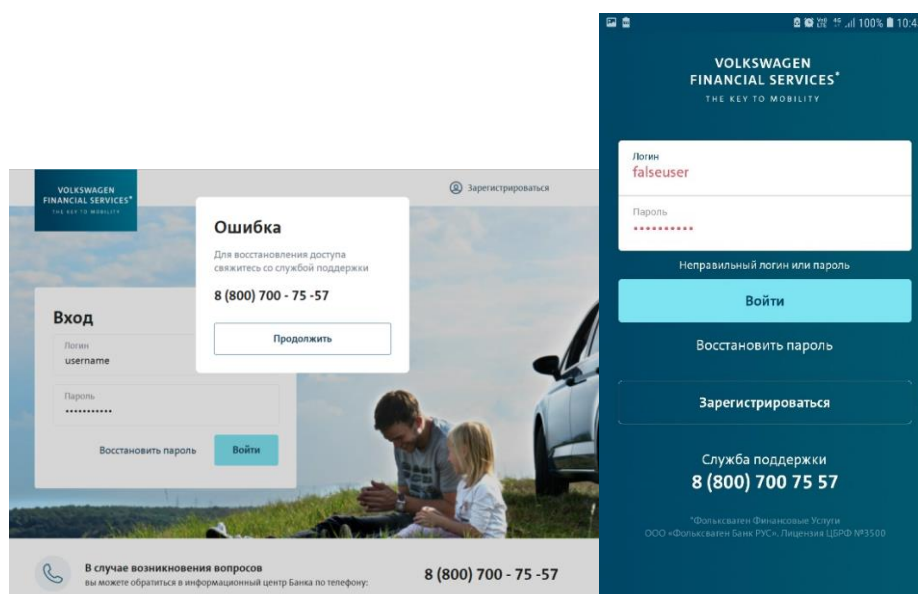 VOLKSWAGEN
FINANCIAL SERVICES*
THE KEY TO MOBILITY
Зарегистрироваться
Ошибка
Для восстановления доступа
свяжитесь со службой поддержки
8 (800) 700 - 75 -57
Продолжить
Вход
Логин
username
Пароль
•••••••••••
Восстановить пароль
Войти
В случае возникновения вопросов
вы можете обратиться в информационный центр Банка по телефону:
8 (800) 700 - 75 -57
4G
100%
10:4
VOLKSWAGEN
FINANCIAL SERVICES*
THE KEY TO MOBILITY
Логин
falseuser
Пароль
••••••••••
Неправильный логин или пароль
Войти
Восстановить пароль
Зарегистрироваться
Служба поддержки
8 (800) 700 75 57
*Фольксваген Финансовые Услуги
ООО «Фольксваген Банк РУС». Лицензия ЦБРФ №3500